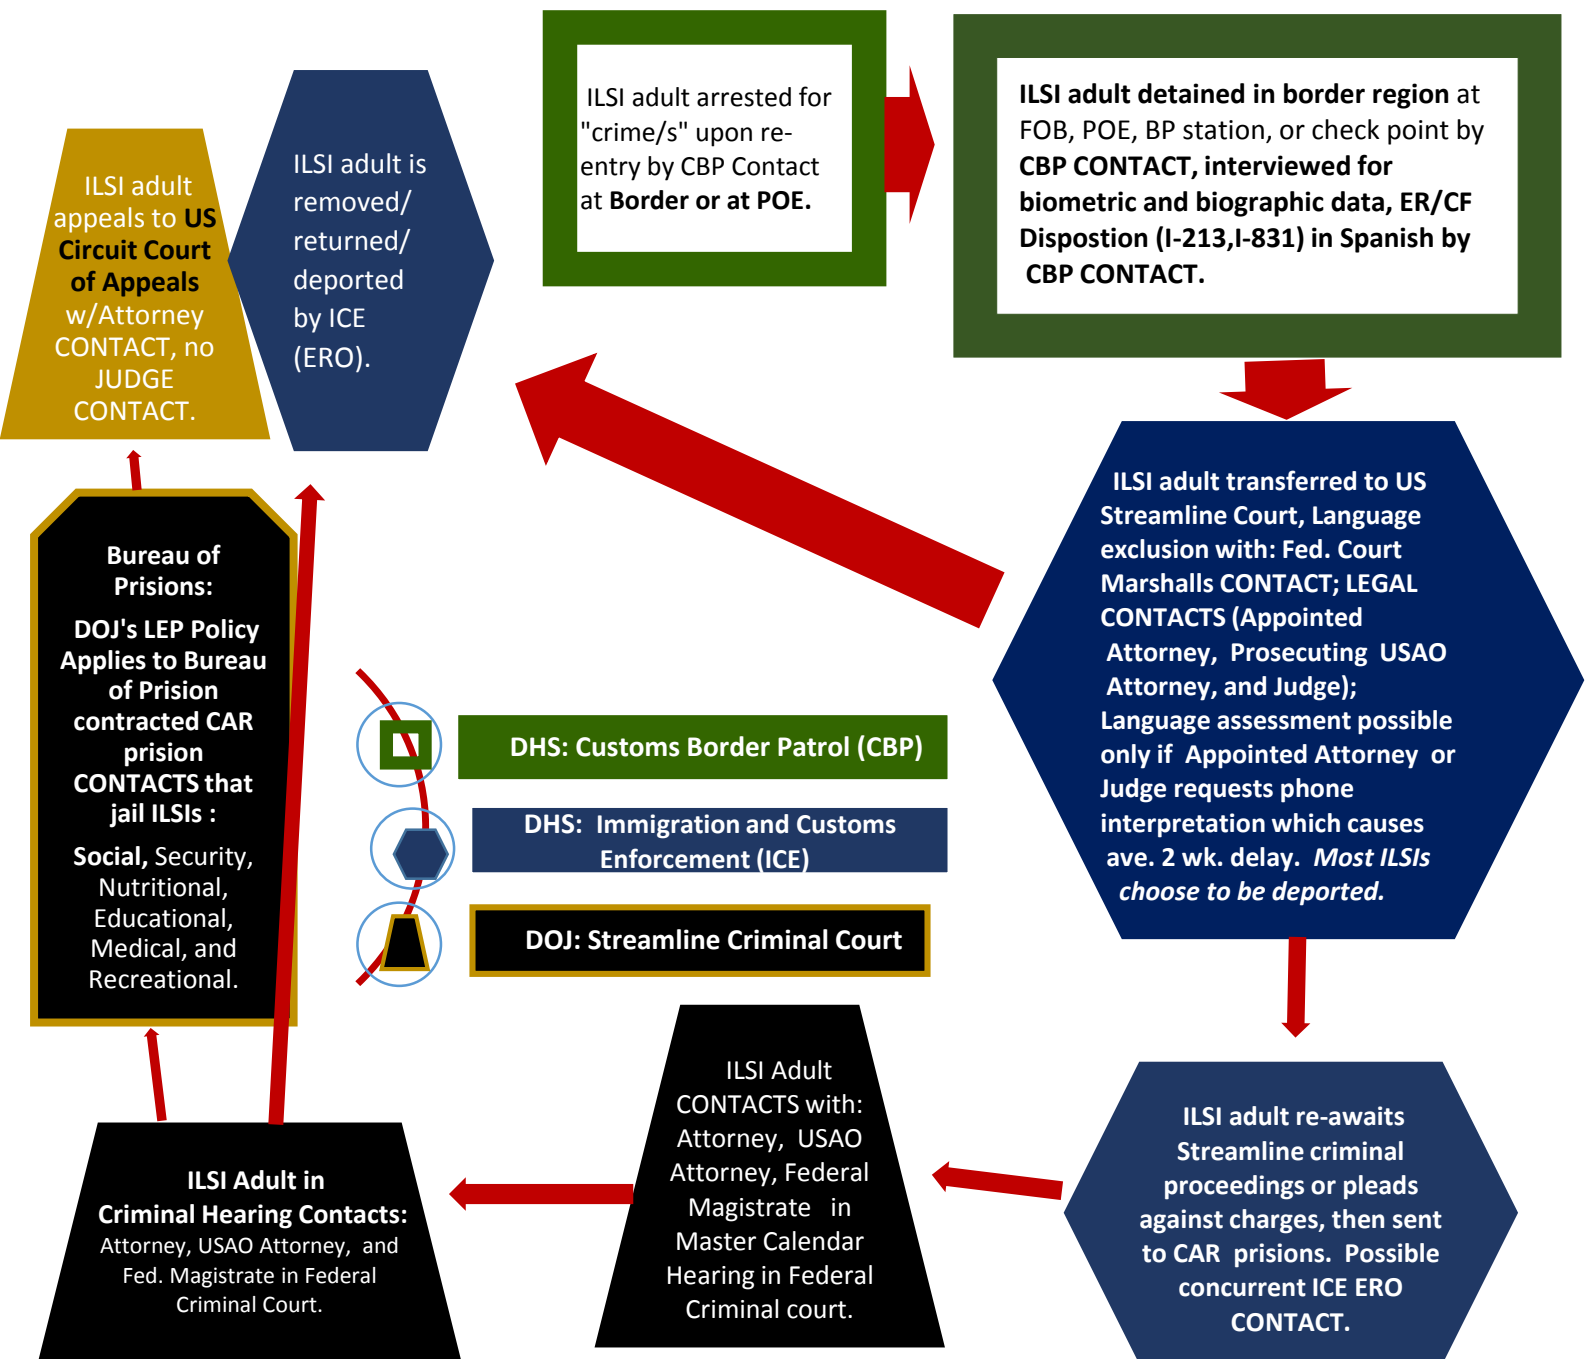 ILSI adult arrested for
"crime/s" upon re-
entry by CBP Contact
at Border or at POE.
ILSI adult detained in border region at
FOB, POE, BP station, or check point by
CBP CONTACT, interviewed for
biometric and biographic data, ER/CF
Dispostion (I-213,I-831) in Spanish by
CBP CONTACT.
ILSI adult
appeals to US
Circuit Court
of Appeals
w/Attorney
CONTACT, no
JUDGE
CONTACT.
ILSI adult is
removed/
returned/
deported
by ICE
(ERO).
ILSI adult transferred to US
Streamline Court, Language
exclusion with: Fed. Court
Marshalls CONTACT; LEGAL
CONTACTS (Appointed
Attorney, Prosecuting USAO
Attorney, and Judge);
Language assessment possible
only if Appointed Attorney or
Judge requests phone
interpretation which causes
ave. 2 wk. delay. Most ILSIs
choose to be deported.
Bureau of
Prisions:
DOJ's LEP Policy
Applies to Bureau
of Prision
contracted CAR
prision
CONTACTS that
jail ILSIs :
Social, Security,
Nutritional,
Educational,
Medical, and
Recreational.
DHS: Customs Border Patrol (CBP)
DHS: Immigration and Customs
Enforcement (ICE)
DOJ: Streamline Criminal Court
ILSI Adult
CONTACTS with:
Attorney, USAO
Attorney, Federal
Magistrate in
Master Calendar
Hearing in Federal
Criminal court.
ILSI adult re-awaits
Streamline criminal
proceedings or pleads
against charges, then sent
to CAR prisions. Possible
concurrent ICE ERO
CONTACT.
ILSI Adult in
Criminal Hearing Contacts:
Attorney, USAO Attorney, and
Fed. Magistrate in Federal
Criminal Court.